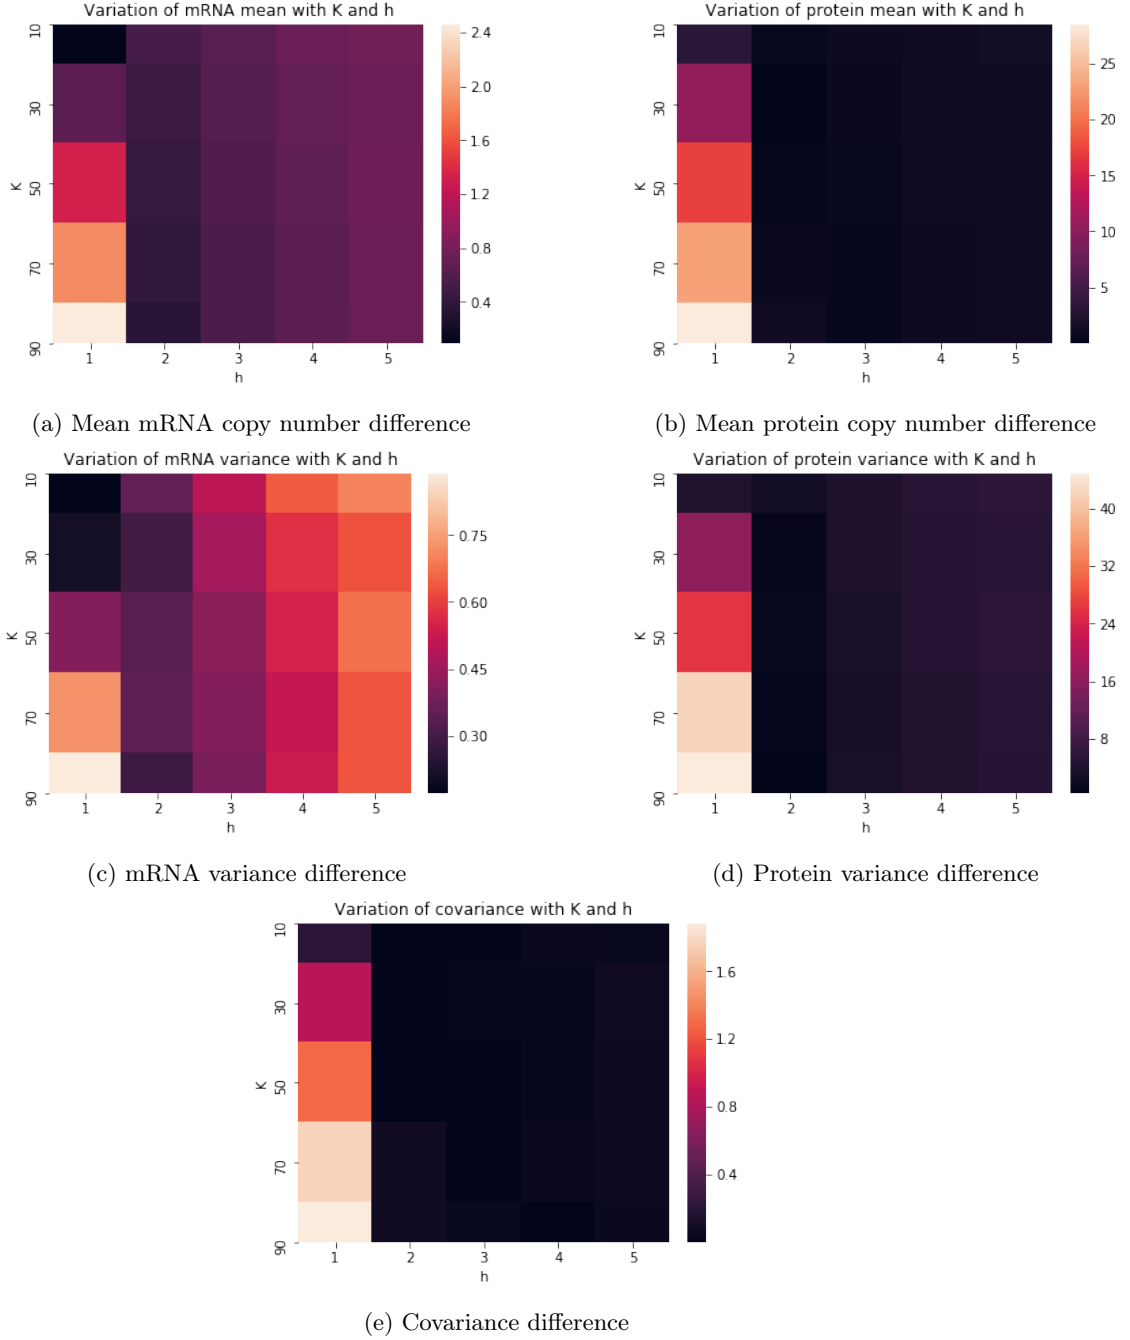 Variation of mRNA mean with K and h
10
30
50
70
90
K
1 2 3 4 5
h
2.4
2.0
1.6
1.2
0.8
0.4
(a) Mean mRNA copy number difference
Variation of protein mean with K and h
10
30
50
70
90
K
1 2 3 4 5
h
25
20
15
10
5
(b) Mean protein copy number difference
Variation of mRNA variance with K and h
10
30
50
70
90
K
1 2 3 4 5
h
0.75
0.60
0.45
0.30
(c) mRNA variance difference
Variation of protein variance with K and h
10
30
50
70
90
K
1 2 3 4 5
h
40
32
24
16
8
(d) Protein variance difference
Variation of covariance with K and h
10
30
50
70
90
K
1 2 3 4 5
h
1.6
1.2
0.8
0.4
(e) Covariance difference